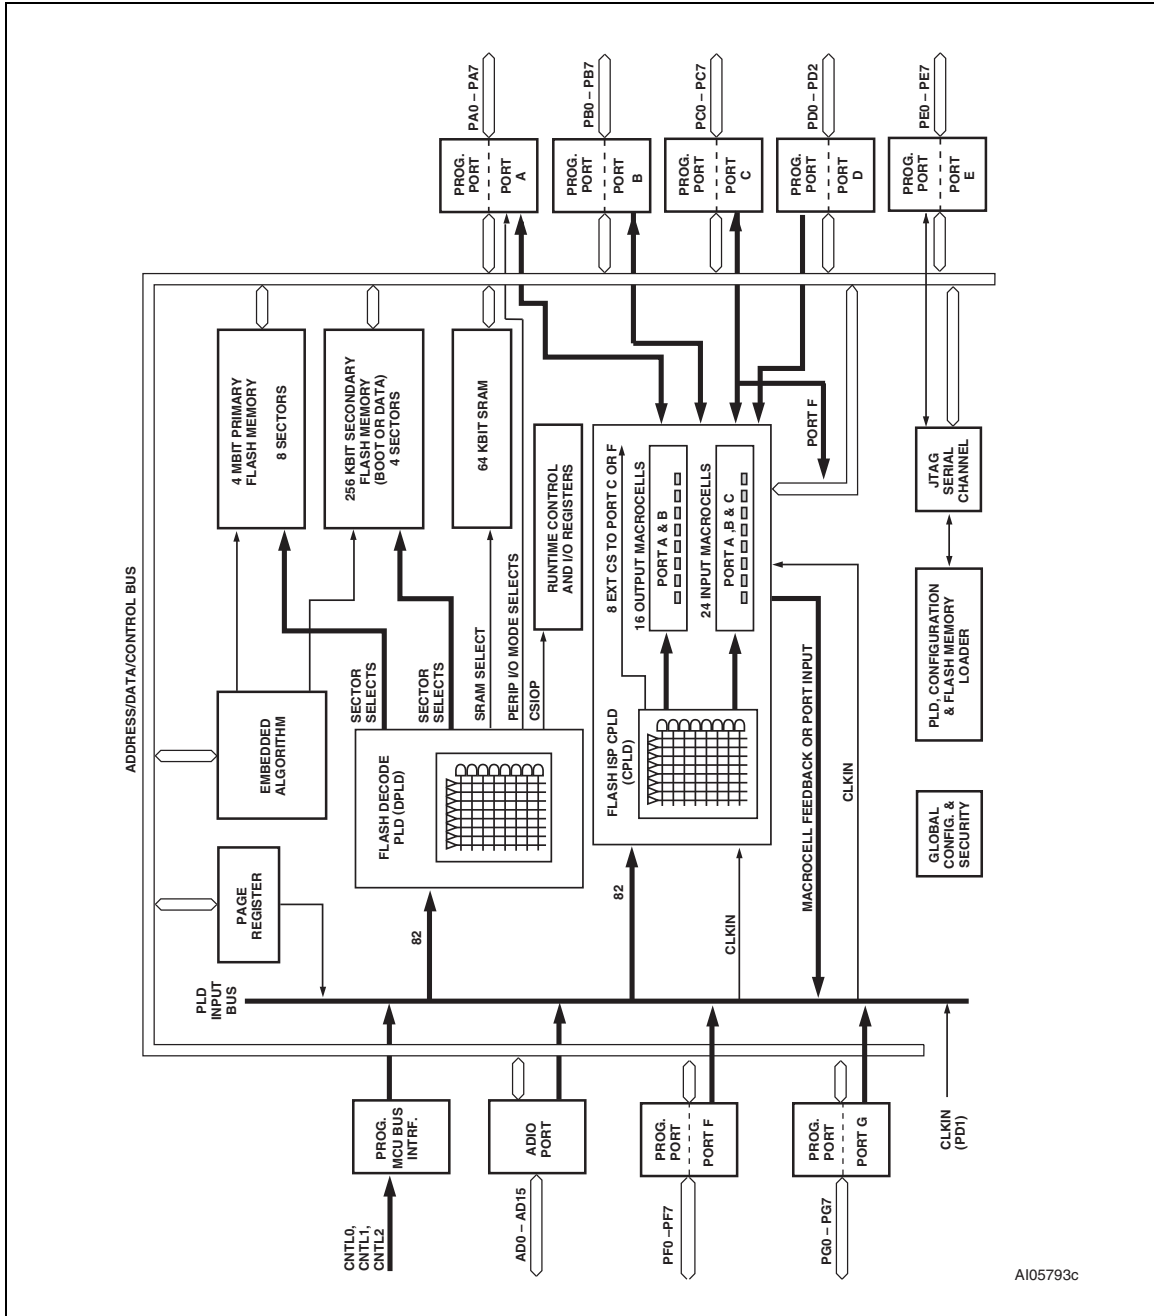 ADDRESS/DATA/CONTROL BUS
CNTL0,
CNTL1,
CNTL2
PROG.
MCU BUS
INTRF.
PLD
INPUT
BUS
PAGE
REGISTER
EMBEDDED
ALGORITHM
4 MBIT PRIMARY
FLASH MEMORY
8 SECTORS
256 KBIT SECONDARY
FLASH MEMORY
(BOOT OR DATA)
4 SECTORS
64 KBIT SRAM
RUNTIME CONTROL
AND I/O REGISTERS
SECTOR
SELECTS
SECTOR
SELECTS
SRAM SELECT
PERIP I/O MODE SELECTS
CSIOP
FLASH DECODE
PLD (DPLD)
82
AD0 – AD15
ADIO
PORT
PROG.
PORT
PORT
A
PA0 – PA7
PROG.
PORT
PORT
B
PB0 – PB7
PROG.
PORT
PORT
C
PC0 – PC7
PROG.
PORT
PORT
D
PD0 – PD2
PROG.
PORT
PORT
E
PE0 – PE7
8 EXT CS TO PORT C OR F
16 OUTPUT MACROCELLS
PORT A & B
24 INPUT MACROCELLS
PORT A ,B & C
FLASH ISP CPLD
(CPLD)
82
CLKIN
PORT F
MACROCELL FEEDBACK OR PORT INPUT
CLKIN
PF0 –PF7
PROG.
PORT
PORT F
PG0 – PG7
PROG.
PORT
PORT G
CLKIN
(PD1)
JTAG
SERIAL
CHANNEL
PLD, CONFIGURATION
& FLASH MEMORY
LOADER
GLOBAL
CONFIG. &
SECURITY
AI05793c